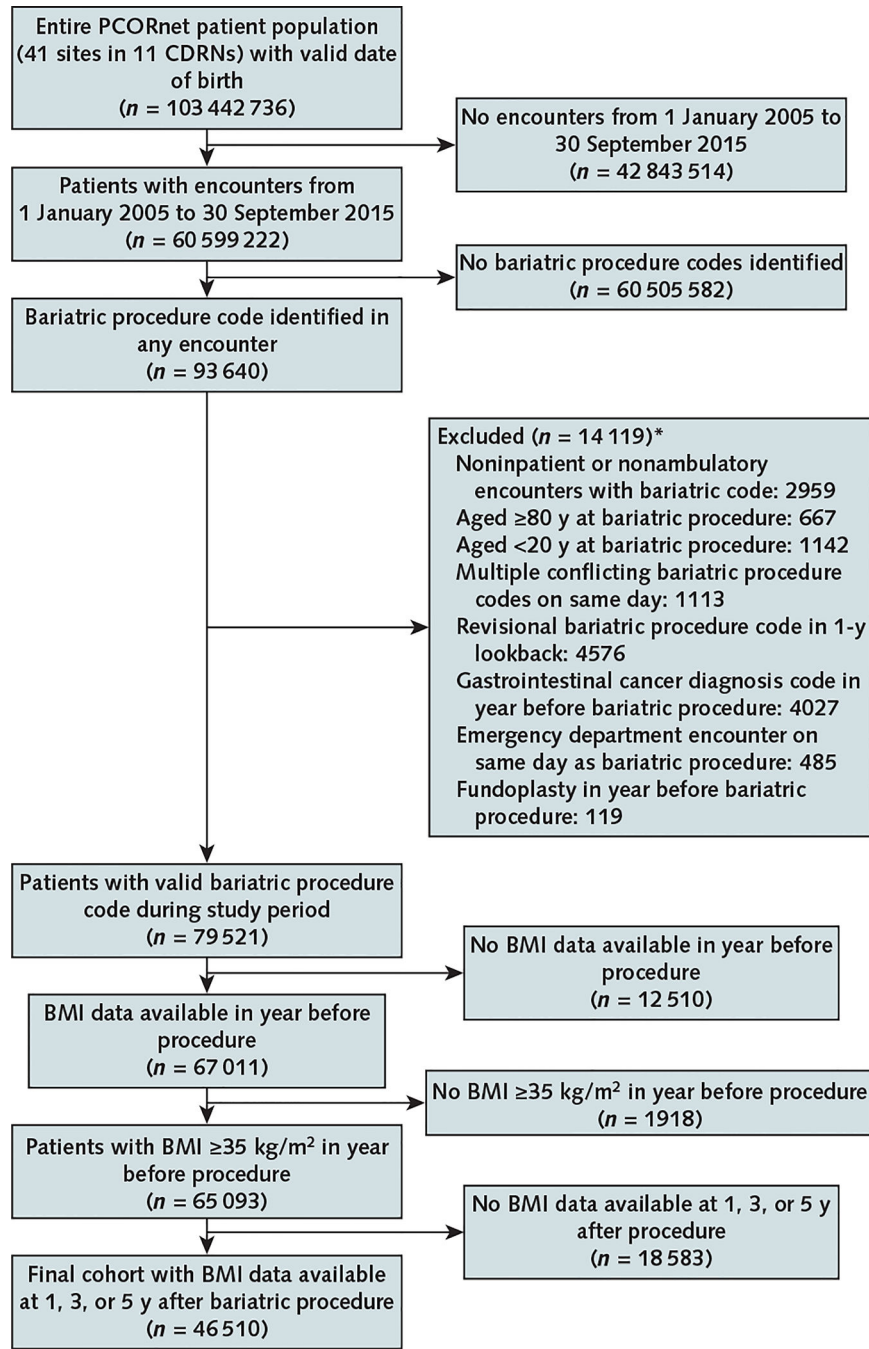 Entire PCORnet patient population
(41 sites in 11 CDRNs) with valid date
of birth
(n = 103 442 736)
No encounters from 1 January 2005 to
30 September 2015
(n = 42 843 514)
Patients with encounters from
1 January 2005 to 30 September 2015
(n = 60 599 222)
No bariatric procedure codes identified
(n = 60 505 582)
Bariatric procedure code identified in
any encounter
(n = 93 640)
Excluded (n = 14 119)*
Noninpatient or nonambulatory
encounters with bariatric code: 2959
Aged ≥80 y at bariatric procedure: 667
Aged <20 y at bariatric procedure: 1142
Multiple conflicting bariatric procedure
codes on same day: 1113
Revisional bariatric procedure code in 1-y
lookback: 4576
Gastrointestinal cancer diagnosis code in
year before bariatric procedure: 4027
Emergency department encounter on
same day as bariatric procedure: 485
Fundoplasty in year before bariatric
procedure: 119
Patients with valid bariatric procedure
code during study period
(n = 79 521)
No BMI data available in year before
procedure
(n = 12 510)
BMI data available in year before
procedure
(n = 67 011)
No BMI ≥35 kg/m² in year before procedure
(n = 1918)
Patients with BMI ≥35 kg/m² in year
before procedure
(n = 65 093)
No BMI data available at 1, 3, or 5 y
after procedure
(n = 18 583)
Final cohort with BMI data available
at 1, 3, or 5 y after bariatric procedure
(n = 46 510)